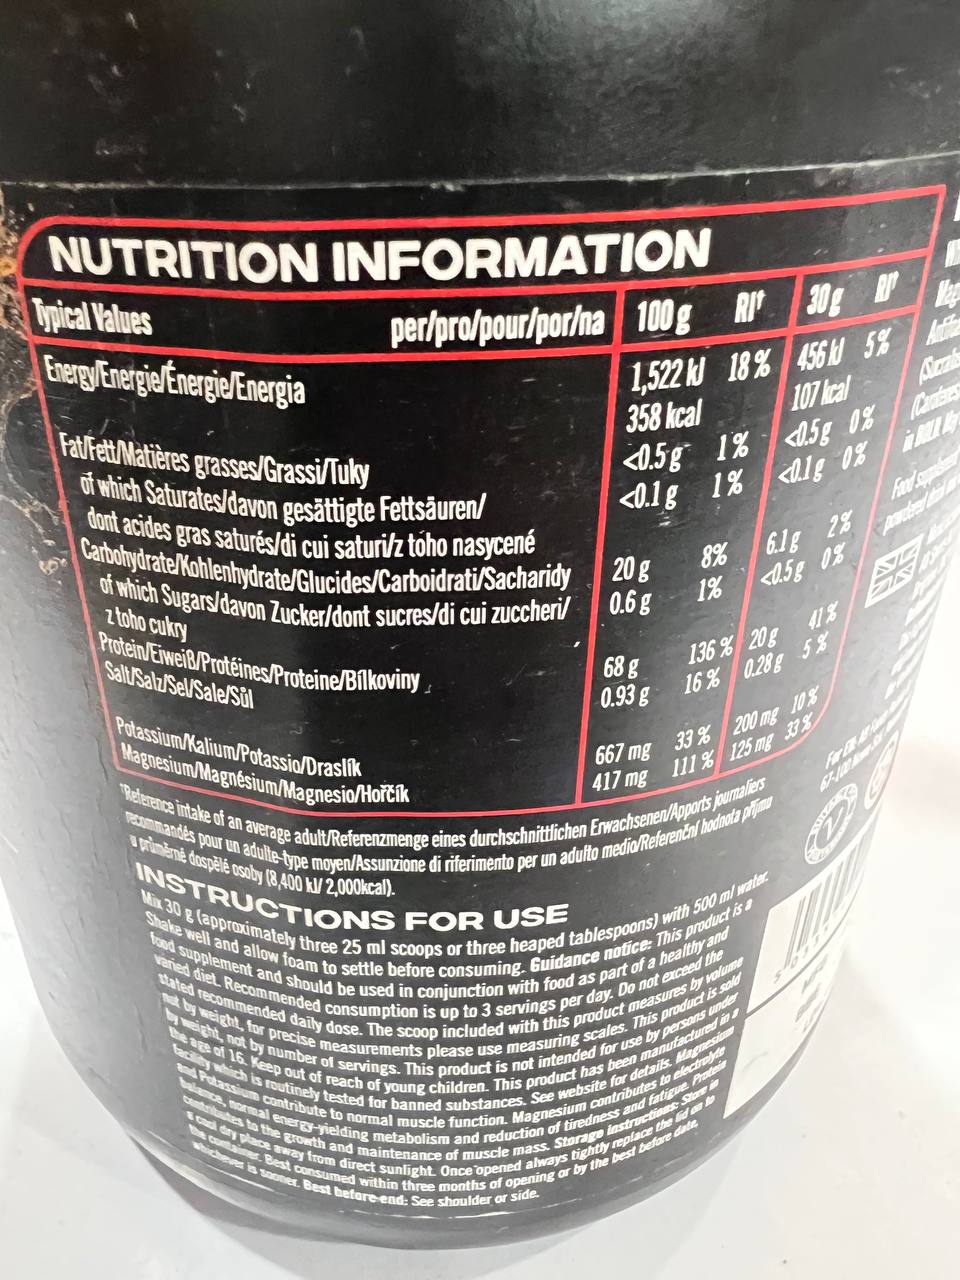 NUTRITION INFORMATION
Typical Values per/pro/pour/por/na 100 g RI† 30 g RI†
Energy/Energie/Énergie/Energia 1,522 kJ 18 % 456 kJ 5 %
358 kcal 107 kcal
Fat/Fett/Matières grasses/Grassi/Tuky <0.5 g 1 % <0.5 g 0 %
of which Saturates/davon gesättigte Fettsäuren/ <0.1 g 1 % <0.1 g 0 %
dont acides gras saturés/di cui saturi/z toho nasycené
Carbohydrate/Kohlenhydrate/Glucides/Carboidrati/Sacharidy 20 g 8% 6.1 g 2 %
of which Sugars/davon Zucker/dont sucres/di cui zuccheri/ 0.6 g 1% <0.5 g 0 %
z toho cukry
Protein/Eiweiß/Protéines/Proteine/Bílkoviny 68 g 136 % 20 g 41 %
Salt/Salz/Sel/Sale/Sůl 0.93 g 16 % 0.28 g 5 %
Potassium/Kalium/Potassio/Draslík 667 mg 33 % 200 mg 10 %
Magnesium/Magnésium/Magnesio/Hořčík 417 mg 111 % 125 mg 33 %
†Reference intake of an average adult/Referenzmenge eines durchschnittlichen Erwachsenen/Apports journaliers
recommandés pour un adulte-type moyen/Assunzione di riferimento per un adulto medio/Referenční hodnota příjmu
u průměrné dospělé osoby (8,400 kJ/ 2,000kcal).
INSTRUCTIONS FOR USE
Mix 30 g (approximately three 25 ml scoops or three heaped tablespoons) with 500 ml water.
Shake well and allow foam to settle before consuming. Guidance notice: This product is a
food supplement and should be used in conjunction with food as part of a healthy and
varied diet. Recommended consumption is up to 3 servings per day. Do not exceed the
stated recommended daily dose. The scoop included with this product measures by volume
not by weight, for precise measurements please use measuring scales. This product is sold
by weight, not by number of servings. This product is not intended for use by persons under
the age of 16. Keep out of reach of young children. This product has been manufactured in a
facility which is routinely tested for banned substances. See website for details. Magnesium
and Potassium contribute to normal muscle function. Magnesium contributes to electrolyte
balance, normal energy-yielding metabolism and reduction of tiredness and fatigue. Protein
contributes to the growth and maintenance of muscle mass. Storage instructions: Store in
a cool dry place away from direct sunlight. Once opened always tightly replace the lid on to
the container. Best consumed within three months of opening or by the best before date,
whichever is sooner. Best before end: See shoulder or side.
Food supplement
67-100